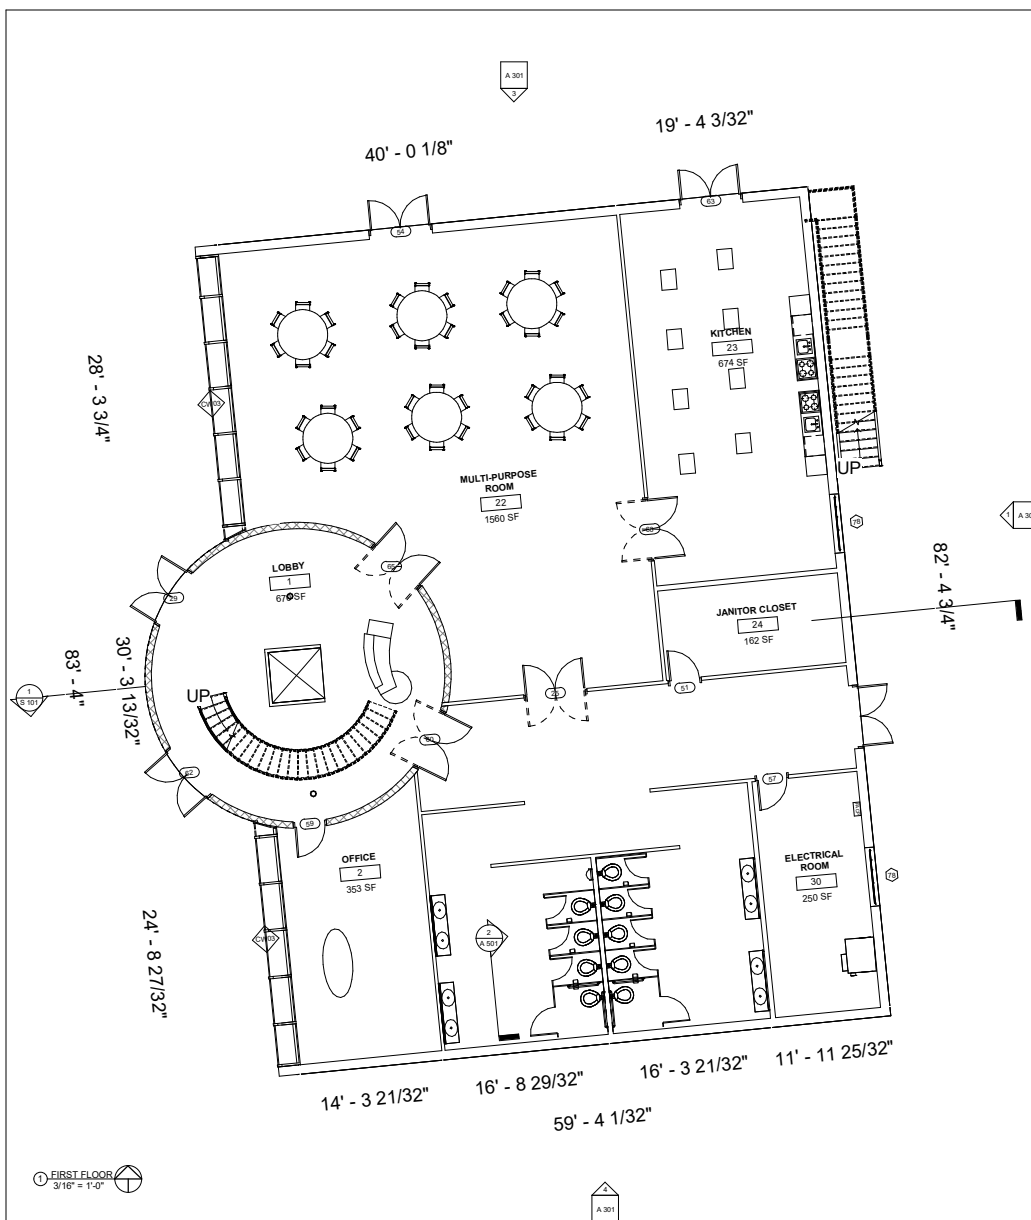 A 301
3
19' - 4 3/32"
40' - 0 1/8"
63
54
KITCHEN
23
674 SF
28' - 3 3/4"
CW03
UP
MULTI-PURPOSE
ROOM
22
1560 SF
78
1
A 30
LOBBY
1
65
29
82' - 4 3/4"
JANITOR CLOSET
24
162 SF
30' - 3 13/32"
83' - 4"
1
S 101
UP
51
62
57
59
OFFICE
2
353 SF
ELECTRICAL
ROOM
30
250 SF
78
CW03
2
A 501
24' - 8 27/32"
14' - 3 21/32"
16' - 8 29/32"
16' - 3 21/32"
11' - 11 25/32"
59' - 4 1/32"
1
FIRST FLOOR
3/16" = 1'-0"
4
A 301